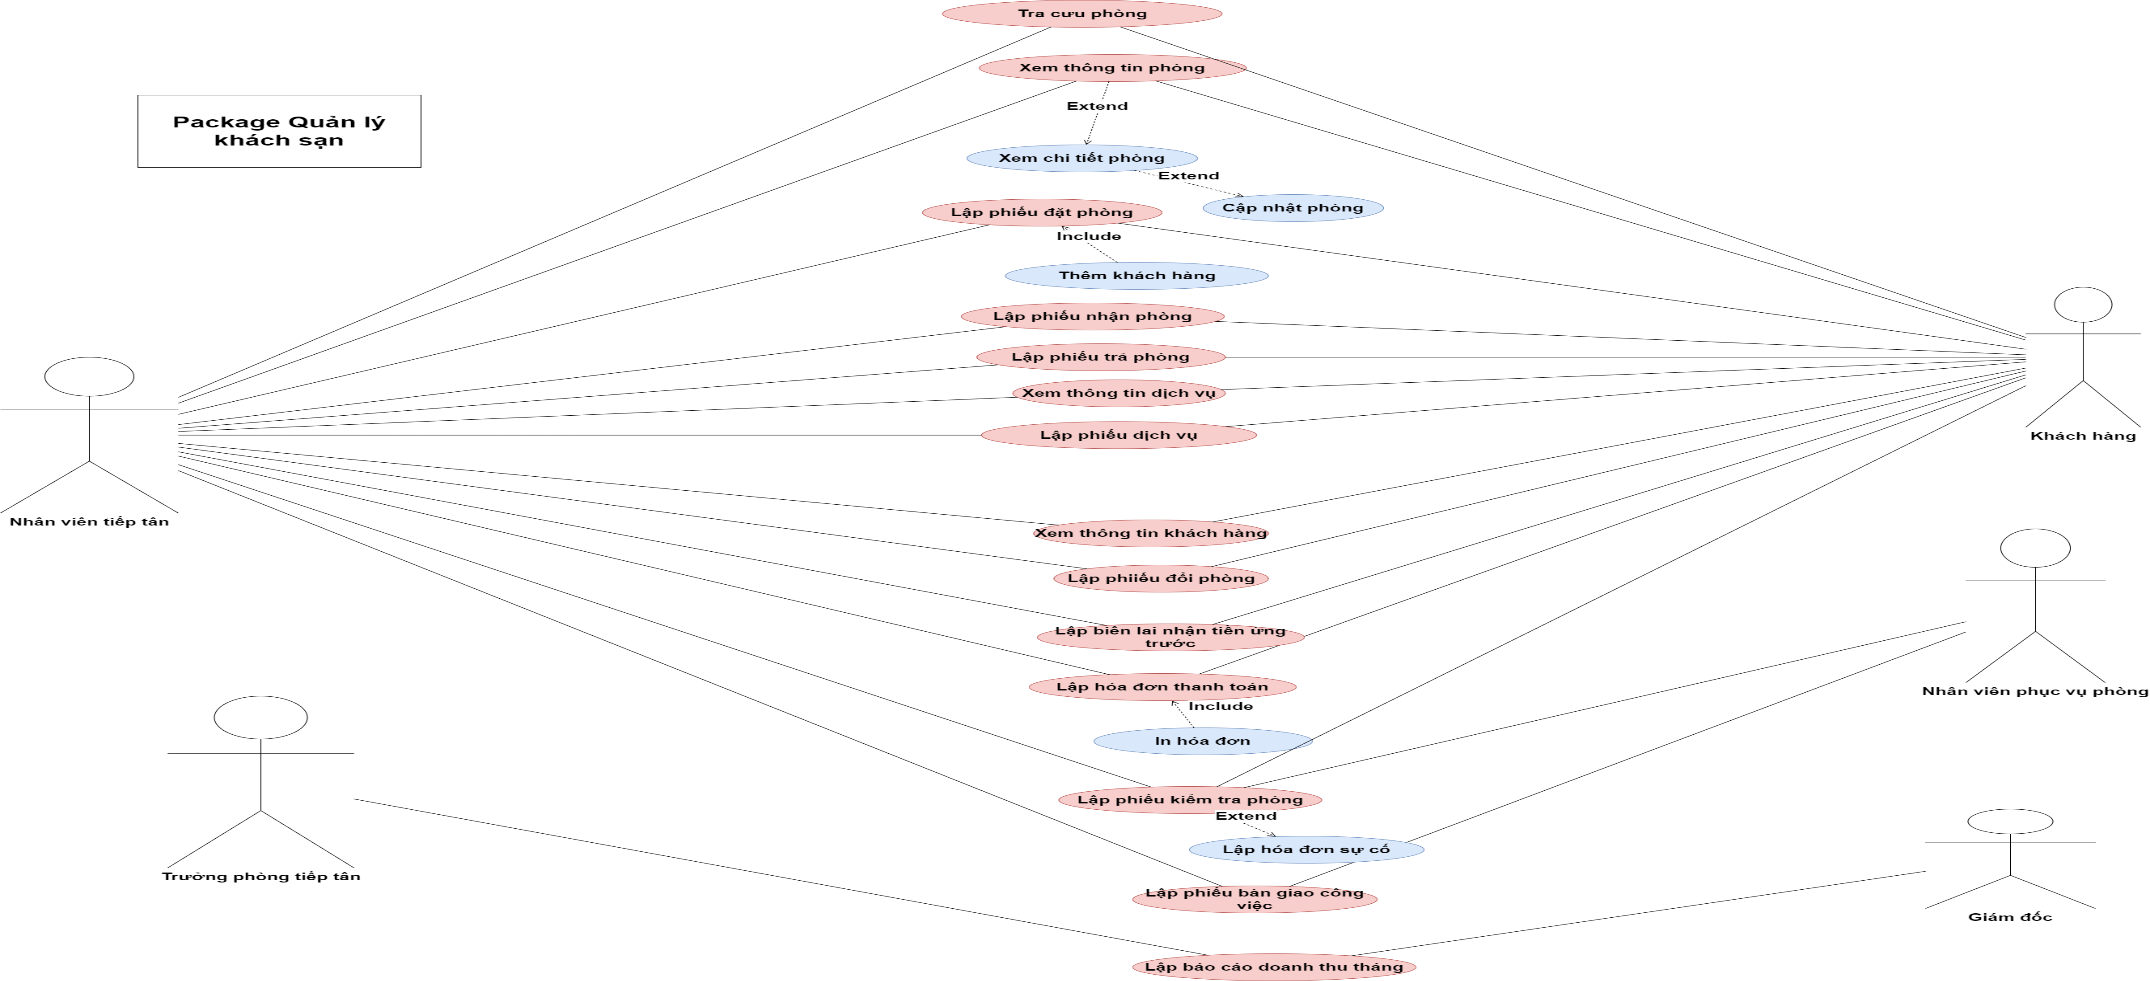 Tra cưu phòng
Xem thông tin phòng
Extend
Package Quản lý
khách sạn
Xem chi tiết phòng
Extend
Cập nhật phòng
Lập phiếu đặt phòng
Include
Thêm khách hàng
Lập phiếu nhận phòng
Lập phiếu trả phòng
Xem thông tin dịch vụ
Lập phiếu dịch vụ
Khách hàng
Nhân viên tiếp tân
Xem thông tin khách hàng
Lập phiiếu đổi phòng
Lập biên lai nhận tiền ứng
trước
Lập hóa đơn thanh toán
Include
Nhân viên phục vụ phòng
In hóa đơn
Lập phiếu kiểm tra phòng
Extend
Lập hóa đơn sự cố
Trưởng phòng tiếp tân
Lập phiếu bàn giao công
việc
Giám đốc
Lập báo cáo doanh thu tháng